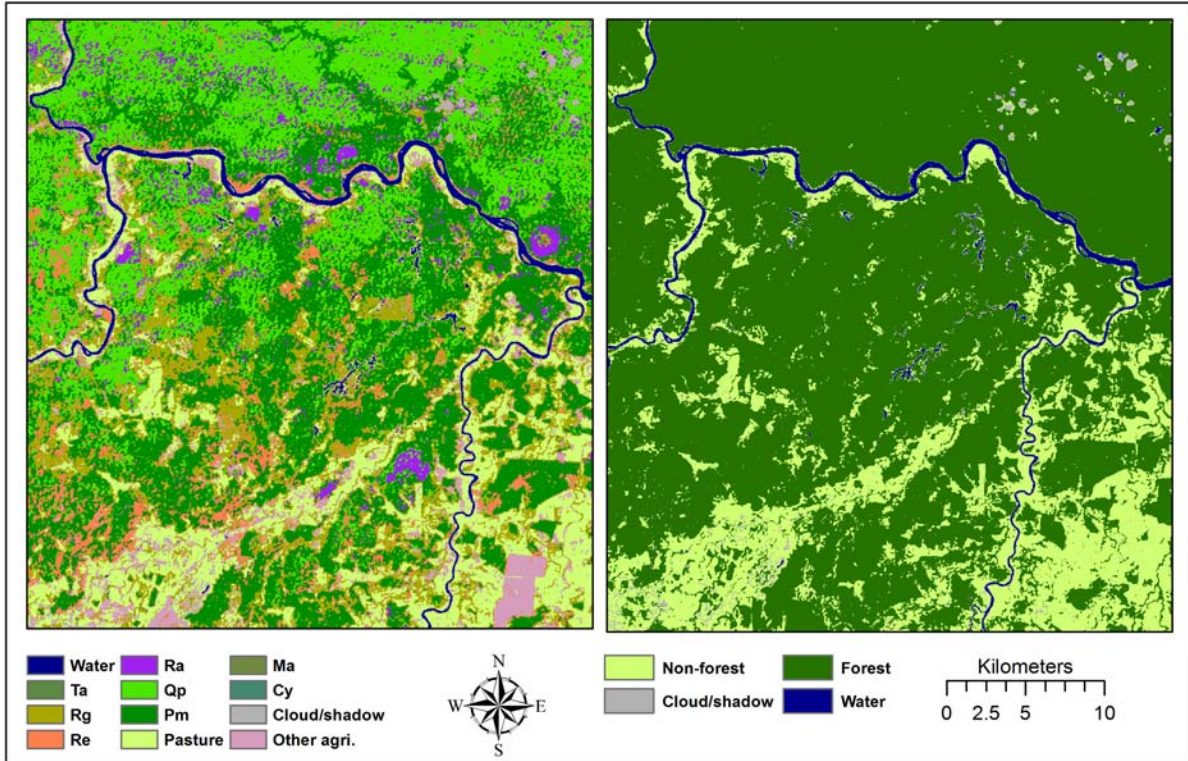 Water
Ra
Ma
Ta
Qp
Cy
Rg
Pm
Cloud/shadow
Re
Pasture
Other agri.
N
W E
S
Non-forest
Forest
Cloud/shadow
Water
Kilometers
0 2.5 5 10